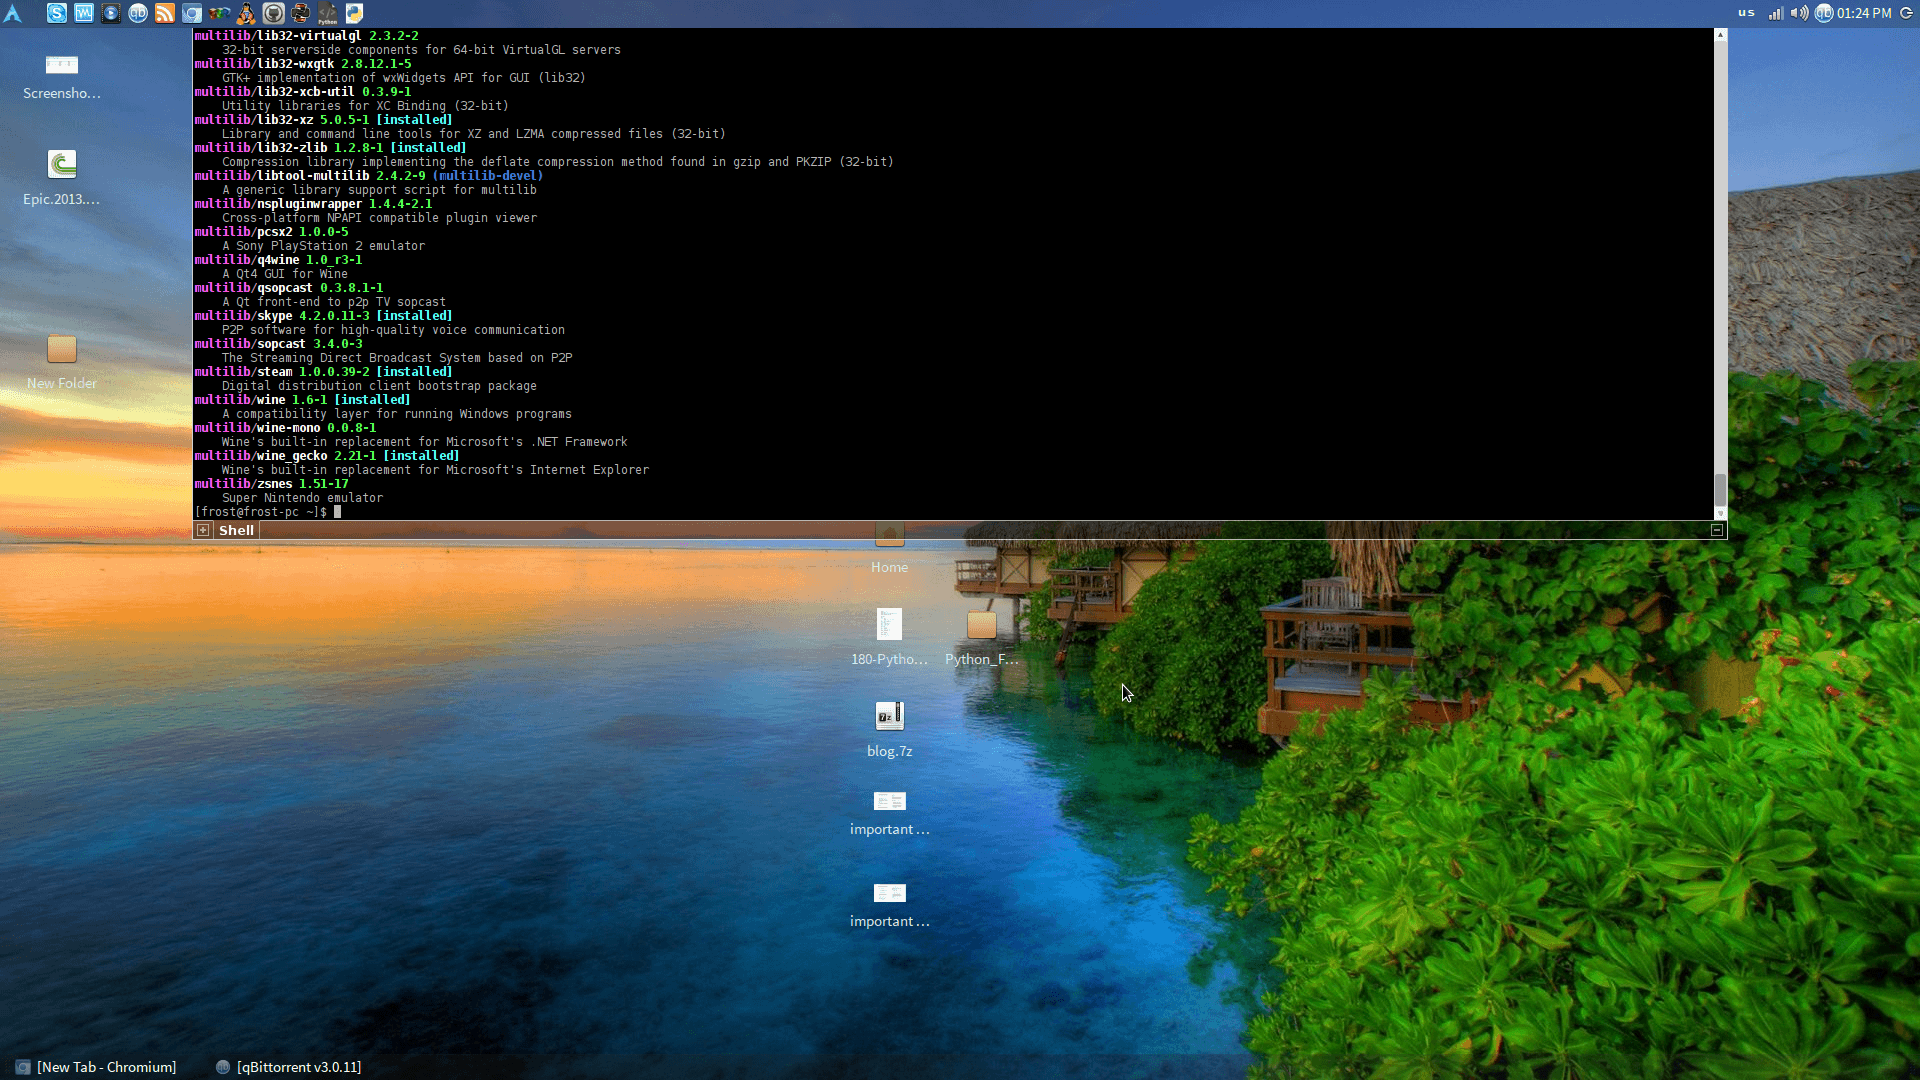 us 01:24 PM
multilib/lib32-virtualgl 2.3.2-2
32-bit serverside components for 64-bit VirtualGL servers
multilib/lib32-wxgtk 2.8.12.1-5
GTK+ implementation of wxWidgets API for GUI (lib32)
multilib/lib32-xcb-util 0.3.9-1
Utility libraries for XC Binding (32-bit)
multilib/lib32-xz 5.0.5-1 [installed]
Library and command line tools for XZ and LZMA compressed files (32-bit)
multilib/lib32-zlib 1.2.8-1 [installed]
Compression library implementing the deflate compression method found in gzip and PKZIP (32-bit)
multilib/libtool-multilib 2.4.2-9 (multilib-devel)
A generic library support script for multilib
multilib/nspluginwrapper 1.4.4-2.1
Cross-platform NPAPI compatible plugin viewer
multilib/pcsx2 1.0.0-5
A Sony PlayStation 2 emulator
multilib/q4wine 1.0_r3-1
A Qt4 GUI for Wine
multilib/qsopcast 0.3.8.1-1
A Qt front-end to p2p TV sopcast
multilib/skype 4.2.0.11-3 [installed]
P2P software for high-quality voice communication
multilib/sopcast 3.4.0-3
The Streaming Direct Broadcast System based on P2P
multilib/steam 1.0.0.39-2 [installed]
Digital distribution client bootstrap package
multilib/wine 1.6-1 [installed]
A compatibility layer for running Windows programs
multilib/wine-mono 0.0.8-1
Wine's built-in replacement for Microsoft's .NET Framework
multilib/wine_gecko 2.21-1 [installed]
Wine's built-in replacement for Microsoft's Internet Explorer
multilib/zsnes 1.51-17
Super Nintendo emulator
[frost@frost-pc ~]$
Shell
Screensho...
Epic.2013....
New Folder
Home
180-Pytho... Python_F...
blog.7z
important ...
important ...
[New Tab - Chromium] [qBittorrent v3.0.11]